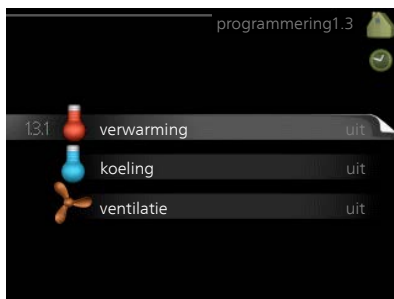 programmering1.3
1.3.1 verwarming uit
koeling uit
ventilatie uit